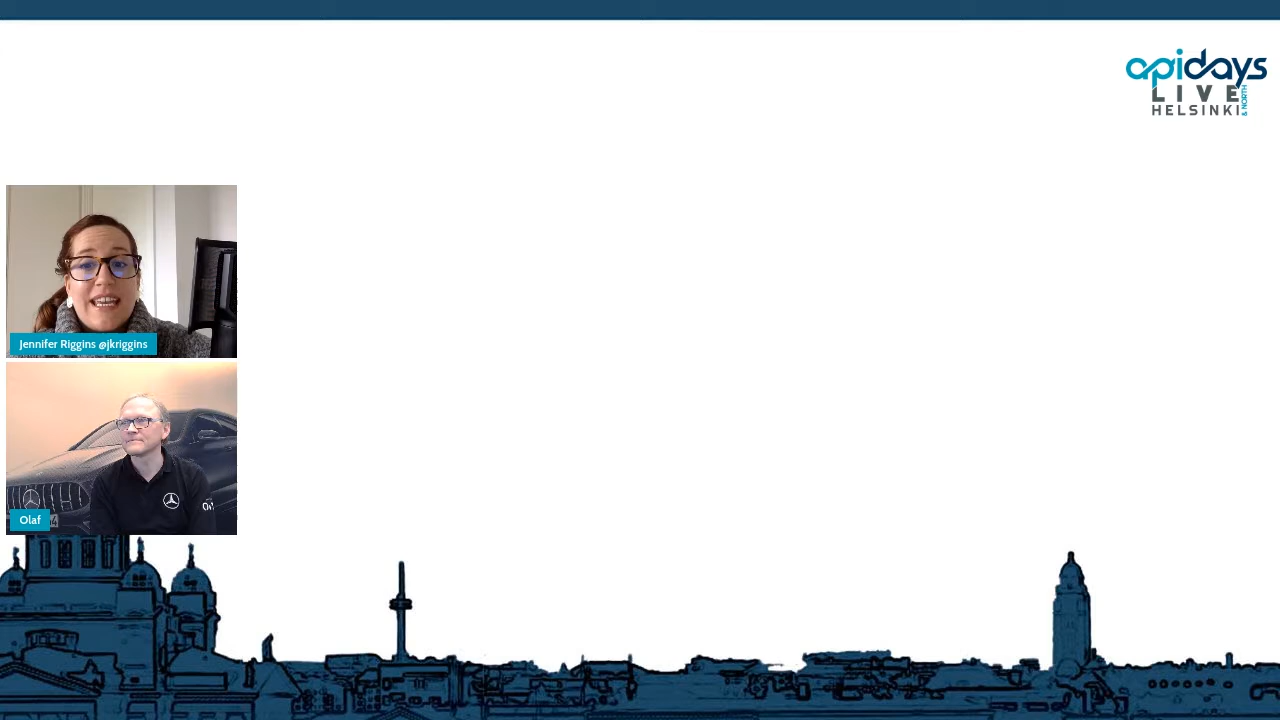 apidays
LIVE
HELSINKI
& NORTH
Jennifer Riggins @jkriggins
Olaf